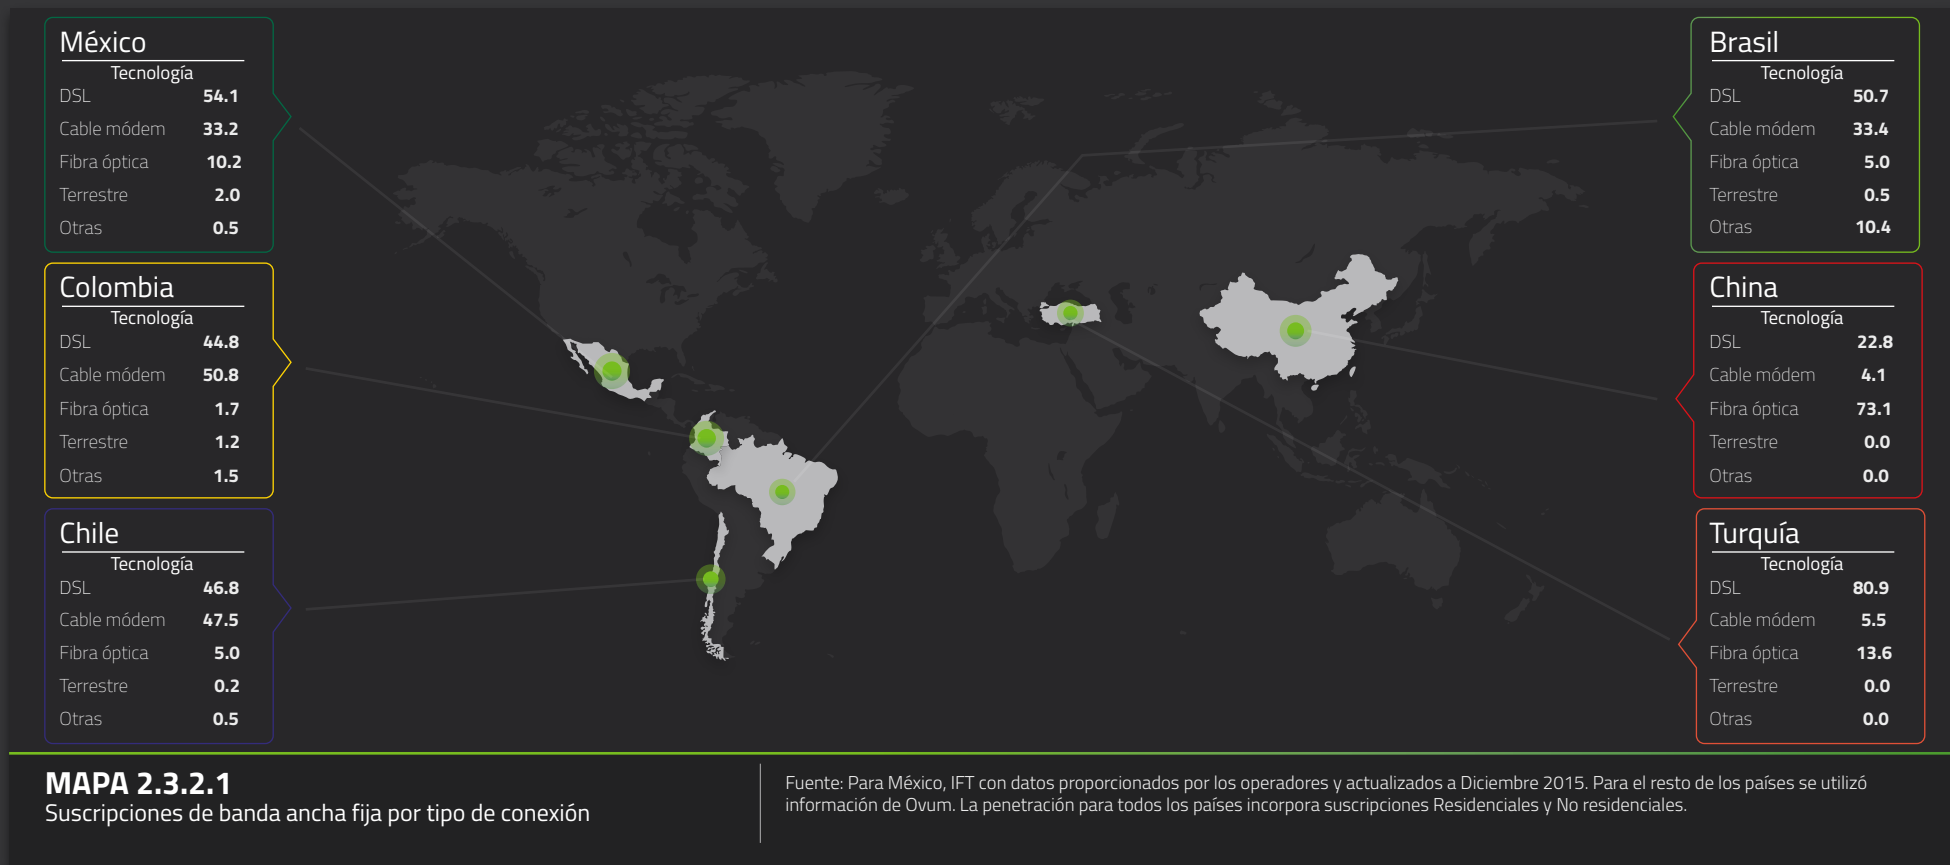 México
Tecnología
DSL 54.1
Cable módem 33.2
Fibra óptica 10.2
Terrestre 2.0
Otras 0.5
Colombia
Tecnología
DSL 44.8
Cable módem 50.8
Fibra óptica 1.7
Terrestre 1.2
Otras 1.5
Chile
Tecnología
DSL 46.8
Cable módem 47.5
Fibra óptica 5.0
Terrestre 0.2
Otras 0.5
Brasil
Tecnología
DSL 50.7
Cable módem 33.4
Fibra óptica 5.0
Terrestre 0.5
Otras 10.4
China
Tecnología
DSL 22.8
Cable módem 4.1
Fibra óptica 73.1
Terrestre 0.0
Otras 0.0
Turquía
Tecnología
DSL 80.9
Cable módem 5.5
Fibra óptica 13.6
Terrestre 0.0
Otras 0.0
MAPA 2.3.2.1
Suscripciones de banda ancha fija por tipo de conexión
Fuente: Para México, IFT con datos proporcionados por los operadores y actualizados a Diciembre 2015. Para el resto de los países se utilizó
información de Ovum. La penetración para todos los países incorpora suscripciones Residenciales y No residenciales.